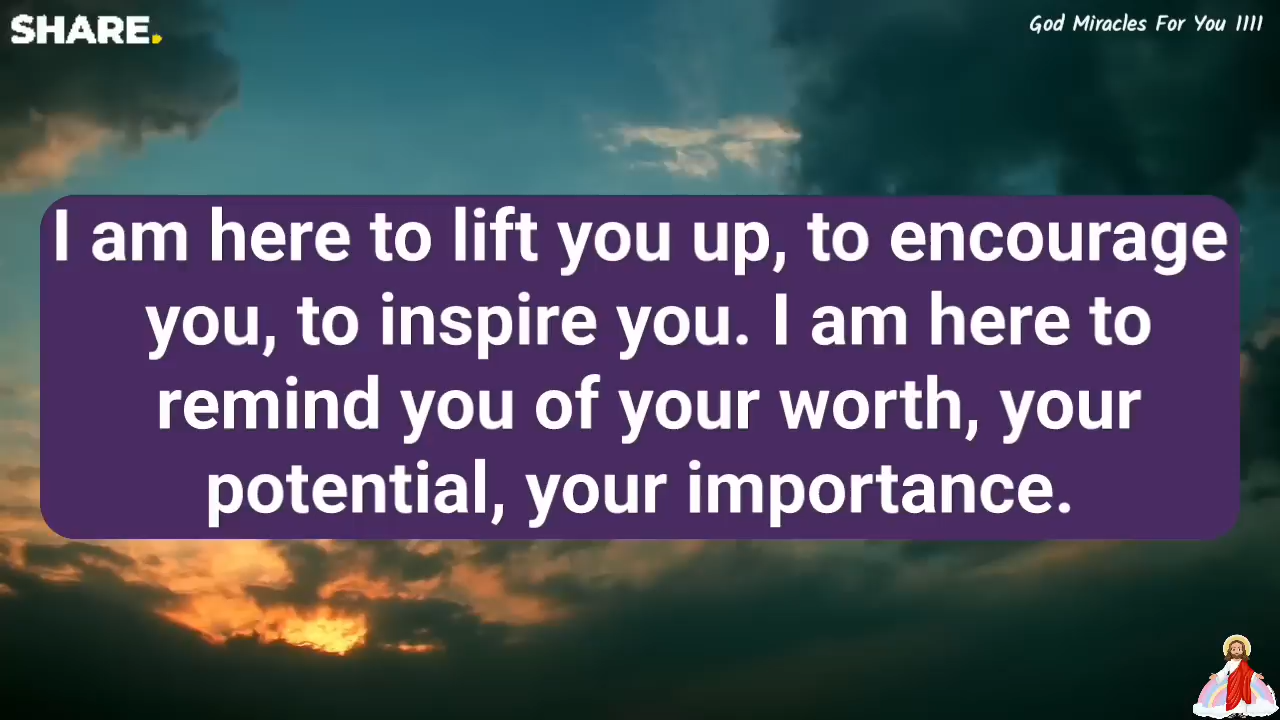 SHARE.
God Miracles For You 1111
I am here to lift you up, to encourage
you, to inspire you. I am here to
remind you of your worth, your
potential, your importance.